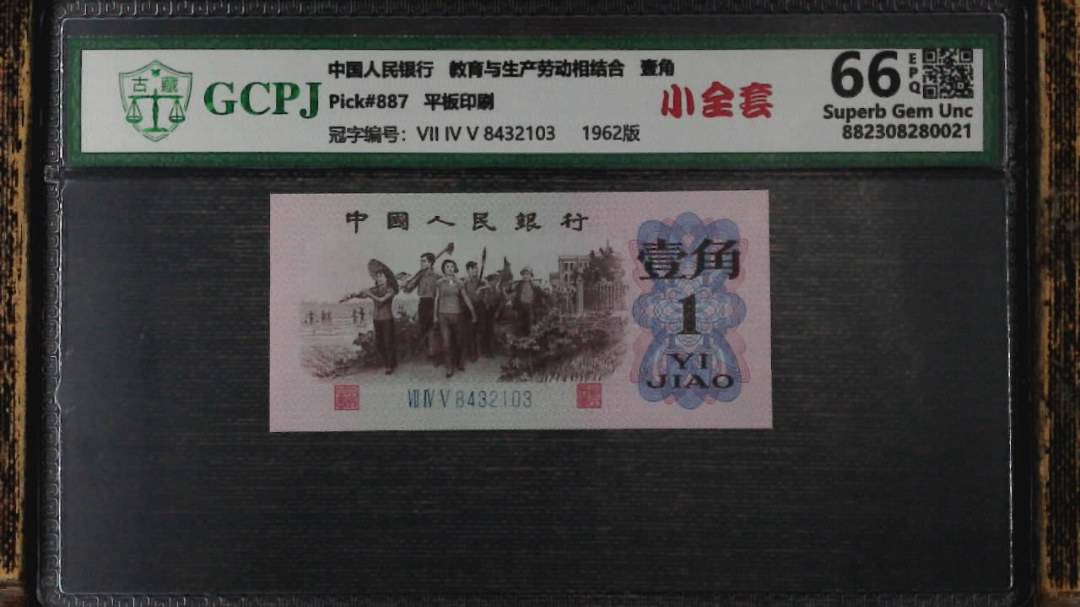 古藏
GCPJ
中国人民银行 教育与生产劳动相结合 壹角
Pick#887 平板印刷
冠字编号：VII IV V 8432103 1962版
小全套
66 EPQ
Superb Gem Unc
882308280021
中國人民銀行
壹角
1
YI
JIAO
VII IV V 8432103